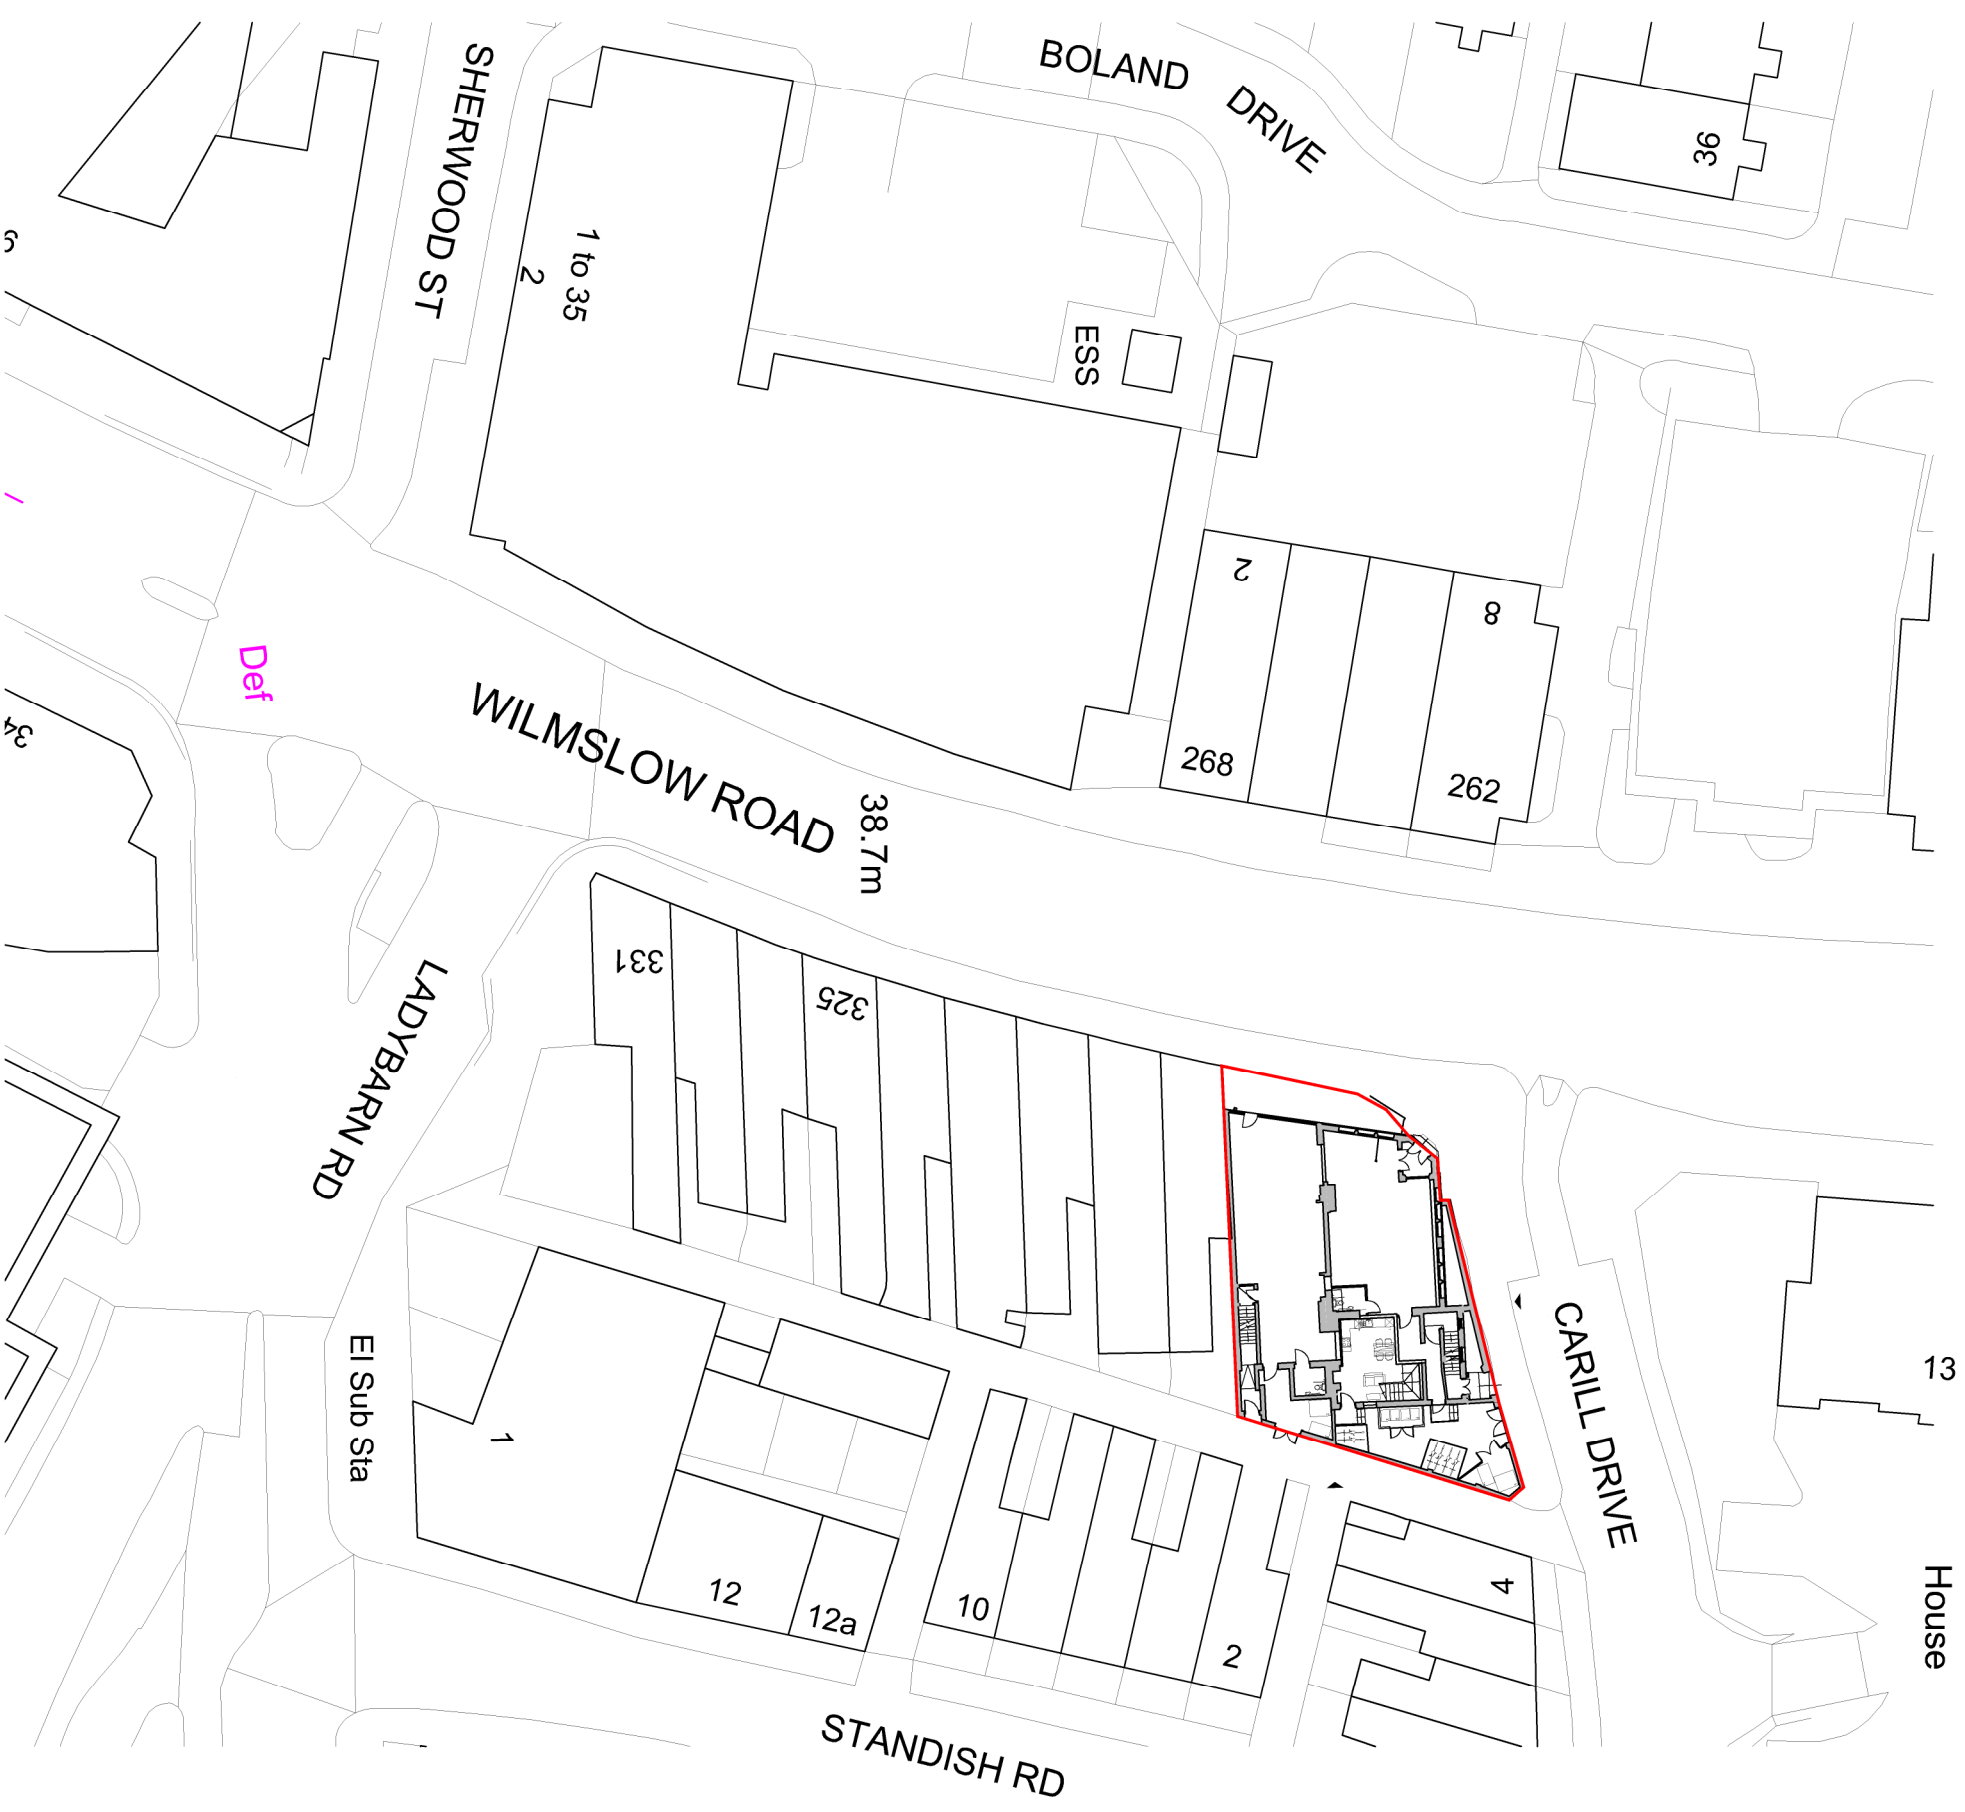 BOLAND
DRIVE
SHERWOOD ST
36
1 to 35
2
ESS
2
8
Def
WILMSLOW ROAD
268
262
38.7m
34
331
325
LADYBARN RD
El Sub Sta
CARILL DRIVE
13
1
12
12a
10
2
4
House
STANDISH RD